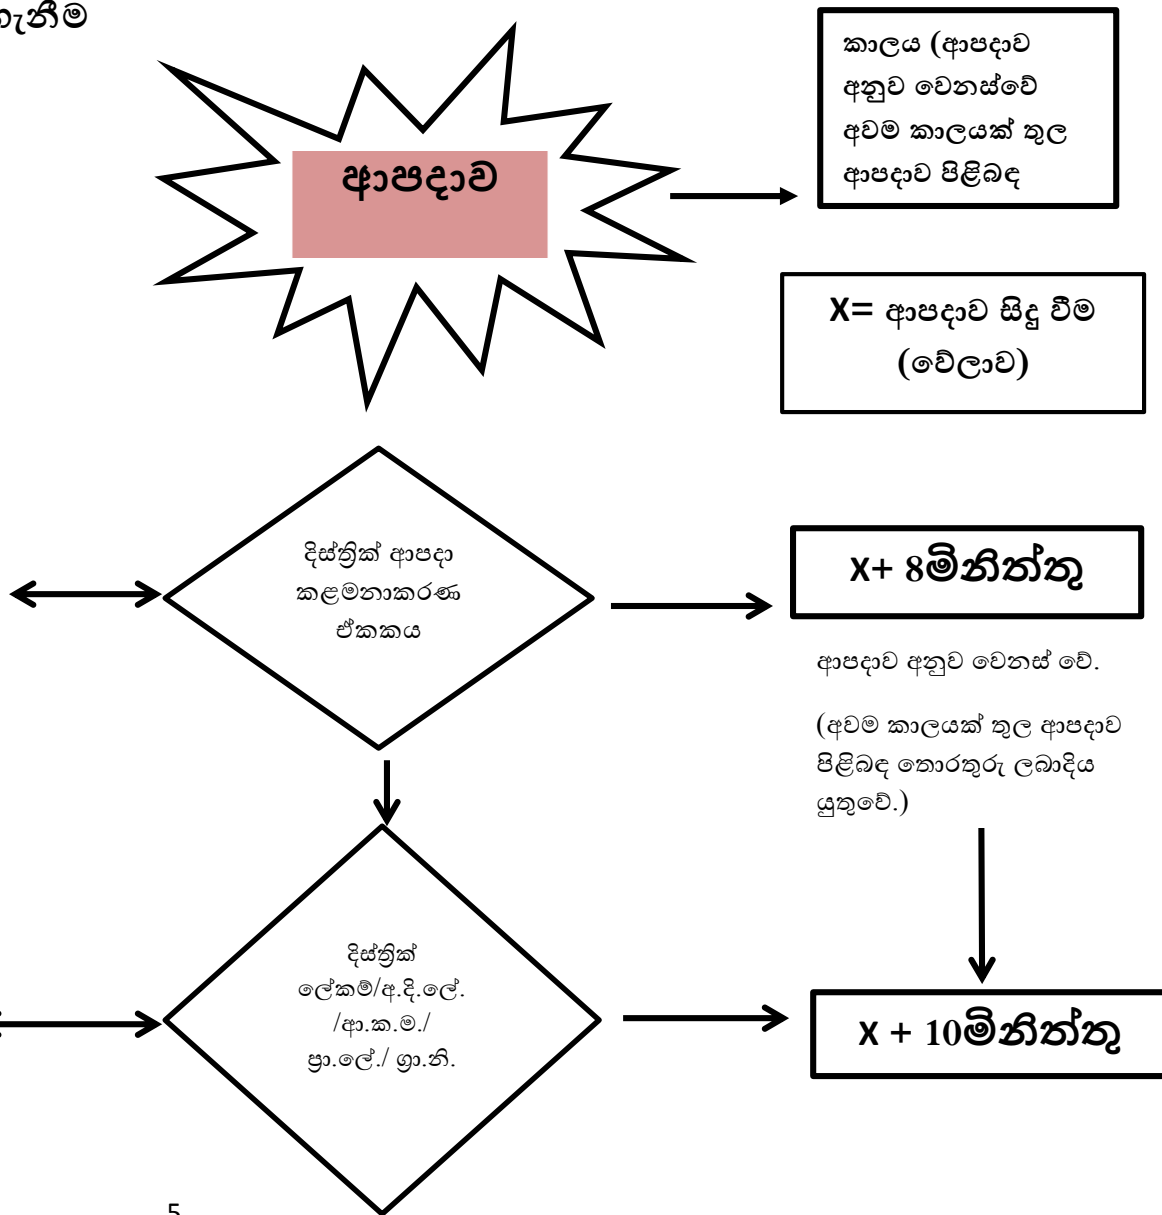 කාලය (ආපදාව
අනුව වෙනස්වේ
අවම කාලයක් තුල
ආපදාව පිළිබඳ
ආපදාව
X= ආපදාව සිදු වීම
(වේලාව)
දිස්ත්‍රික් ආපදා
කළමනාකරණ
ඒකකය
X+ 8මිනිත්තු
ආපදාව අනුව වෙනස් වේ.
(අවම කාලයක් තුල ආපදාව
පිළිබඳ තොරතුරු ලබාදිය
යුතුවේ.)
දිස්ත්‍රික්
ලේකම්/අ.දි.ලේ.
/ආ.ක.ම./
ප්‍රා.ලේ./ ග්‍රා.නි.
X + 10මිනිත්තු
5